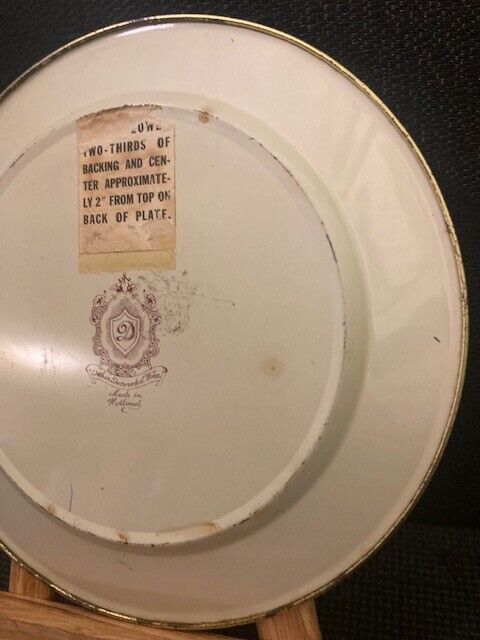 TWO-THIRDS OF
BACKING AND CEN-
TER APPROXIMATE-
LY 2" FROM TOP ON
BACK OF PLATE.
D
Made in
Holland